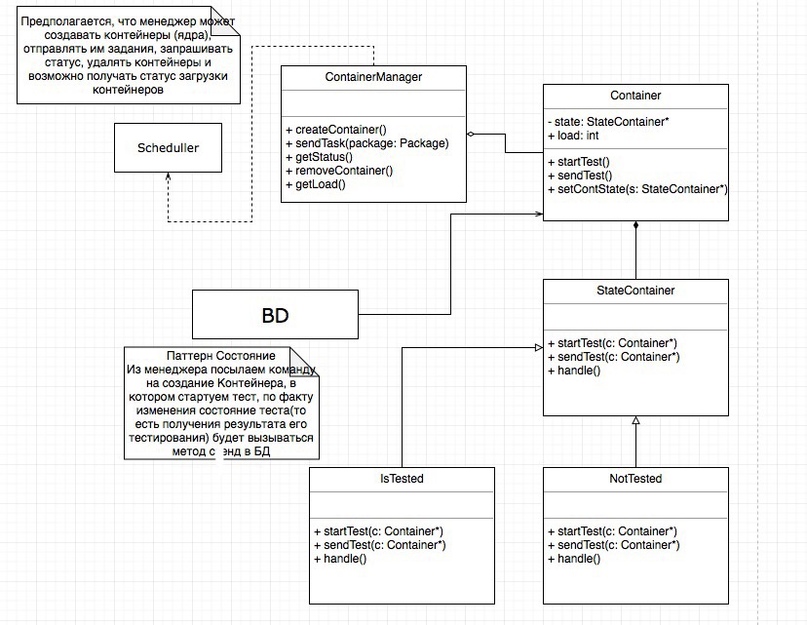 Предполагается, что менеджер может
создавать контейнеры (ядра),
отправлять им задания, запрашивать
статус, удалять контейнеры и
возможно получать статус загрузки
контейнеров
Scheduller
ContainerManager
+ createContainer()
+ sendTask(package: Package)
+ getStatus()
+ removeContainer()
+ getLoad()
Container
- state: StateContainer*
+ load: int
+ startTest()
+ sendTest()
+ setContState(s: StateContainer*)
BD
StateContainer
+ startTest(c: Container*)
+ sendTest(c: Container*)
+ handle()
Паттерн Состояние
Из менеджера посылаем команду
на создание Контейнера, в
котором стартуем тест, по факту
изменения состояние теста(то
есть получения результата его
тестирования) будет вызываться
метод сенд в БД
IsTested
+ startTest(c: Container*)
+ sendTest(c: Container*)
+ handle()
NotTested
+ startTest(c: Container*)
+ sendTest(c: Container*)
+ handle()